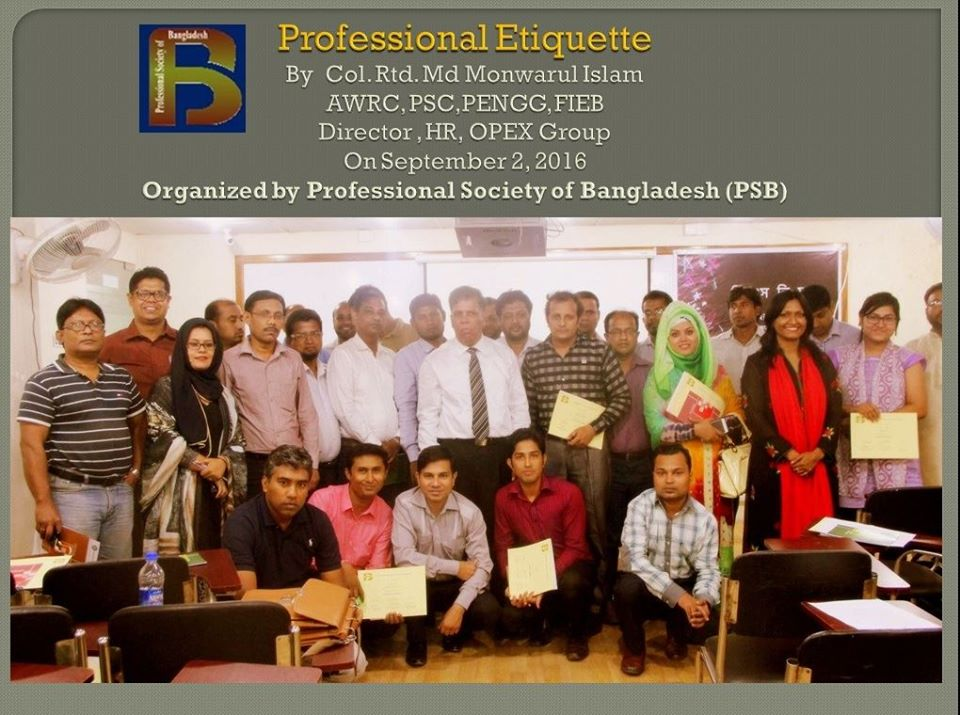 Professional Society of
Bangladesh
B
Professional Etiquette
By Col. Rtd. Md Monwarul Islam
AWRC, PSC,PENGG,FIEB
Director , HR, OPEX Group
On September 2, 2016
Organized by Professional Society of Bangladesh (PSB)